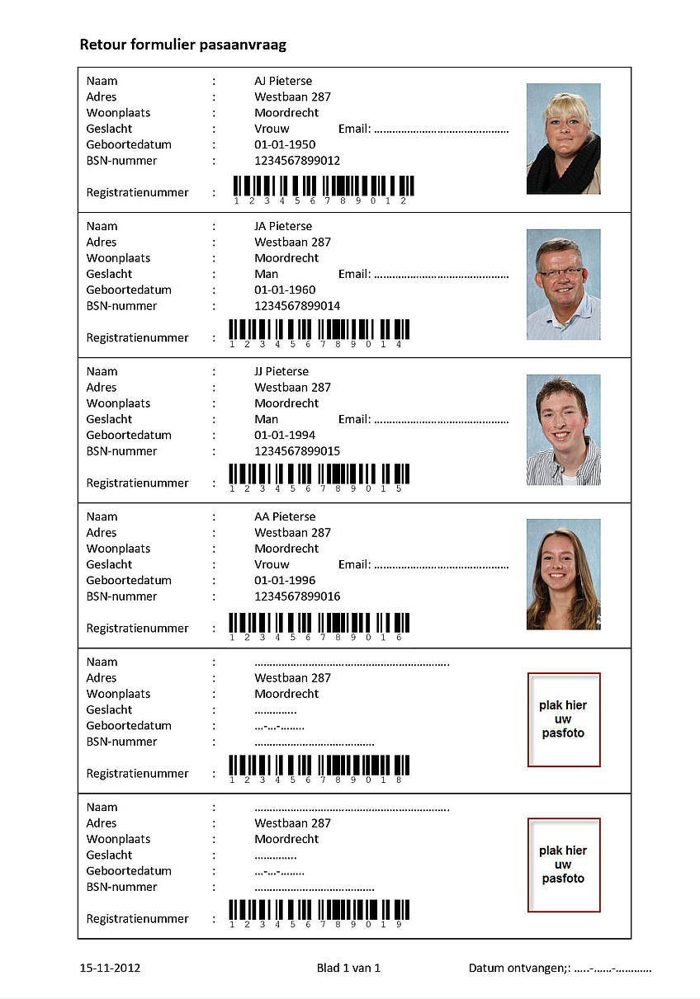 Retour formulier pasaanvraag
Naam : AJ Pieterse
Adres : Westbaan 287
Woonplaats : Moordrecht
Geslacht : Vrouw Email: ................................................
Geboortedatum : 01-01-1950
BSN-nummer : 1234567899012
Registratienummer : 1 2 3 4 5 6 7 8 9 0 1 2
Naam : JA Pieterse
Adres : Westbaan 287
Woonplaats : Moordrecht
Geslacht : Man Email: ................................................
Geboortedatum : 01-01-1960
BSN-nummer : 1234567899014
Registratienummer : 1 2 3 4 5 6 7 8 9 0 1 4
Naam : JJ Pieterse
Adres : Westbaan 287
Woonplaats : Moordrecht
Geslacht : Man Email: ................................................
Geboortedatum : 01-01-1994
BSN-nummer : 1234567899015
Registratienummer : 1 2 3 4 5 6 7 8 9 0 1 5
Naam : AA Pieterse
Adres : Westbaan 287
Woonplaats : Moordrecht
Geslacht : Vrouw Email: ................................................
Geboortedatum : 01-01-1996
BSN-nummer : 1234567899016
Registratienummer : 1 2 3 4 5 6 7 8 9 0 1 6
Naam : ......................................................................
Adres : Westbaan 287
Woonplaats : Moordrecht
Geslacht : ..............
Geboortedatum : ...-...-........
BSN-nummer : ..........................................
Registratienummer : 1 2 3 4 5 6 7 8 9 0 1 8
plak hier
uw
pasfoto
Naam : ......................................................................
Adres : Westbaan 287
Woonplaats : Moordrecht
Geslacht : ..............
Geboortedatum : ...-...-........
BSN-nummer : ..........................................
Registratienummer : 1 2 3 4 5 6 7 8 9 0 1 9
plak hier
uw
pasfoto
15-11-2012 Blad 1 van 1 Datum ontvangen;: .....-......-............